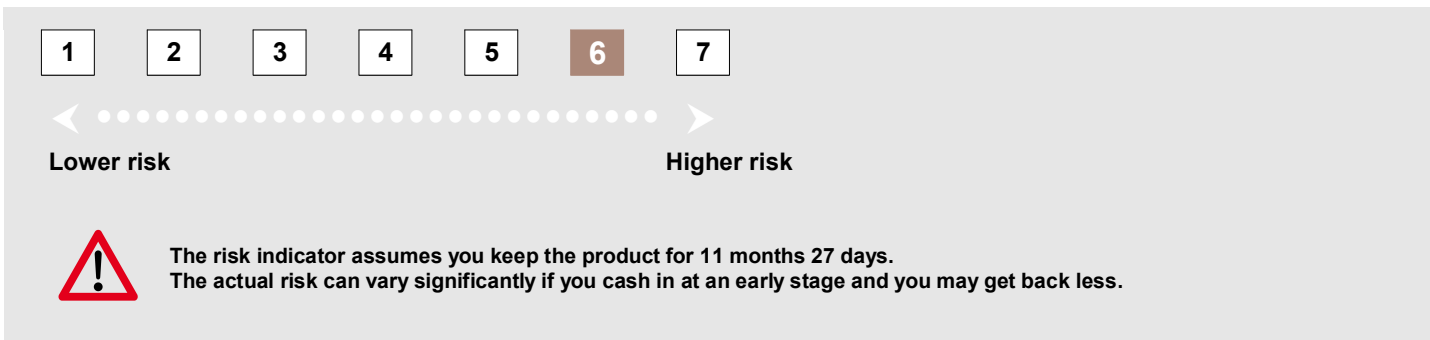 1 2 3 4 5 6 7
Lower risk Higher risk
The risk indicator assumes you keep the product for 11 months 27 days.
The actual risk can vary significantly if you cash in at an early stage and you may get back less.